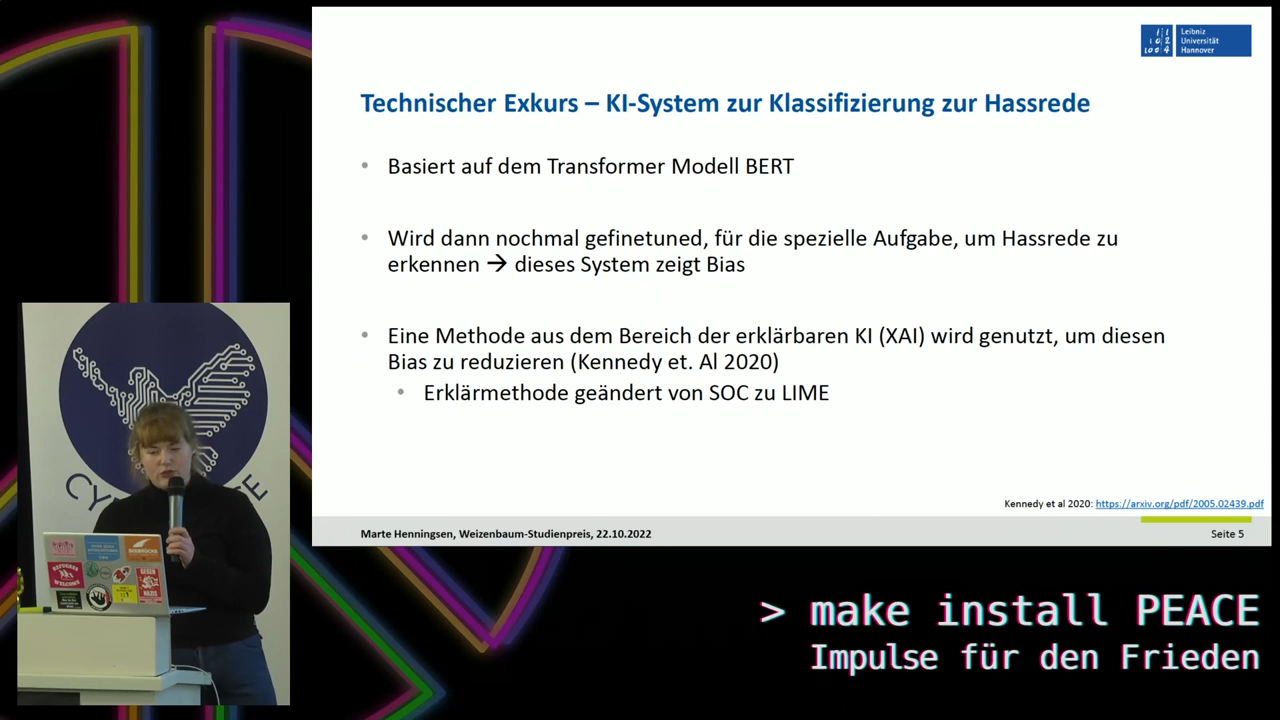 Leibniz
Universität
Hannover
Technischer Exkurs – KI-System zur Klassifizierung zur Hassrede
• Basiert auf dem Transformer Modell BERT
• Wird dann nochmal gefinetuned, für die spezielle Aufgabe, um Hassrede zu
erkennen → dieses System zeigt Bias
• Eine Methode aus dem Bereich der erklärbaren KI (XAI) wird genutzt, um diesen
Bias zu reduzieren (Kennedy et. Al 2020)
• Erklärmethode geändert von SOC zu LIME
Kennedy et al 2020: https://arxiv.org/pdf/2005.02439.pdf
Marte Henningsen, Weizenbaum-Studienpreis, 22.10.2022
Seite 5
REFUGEES
WELCOME
> make install PEACE
Impulse für den Frieden